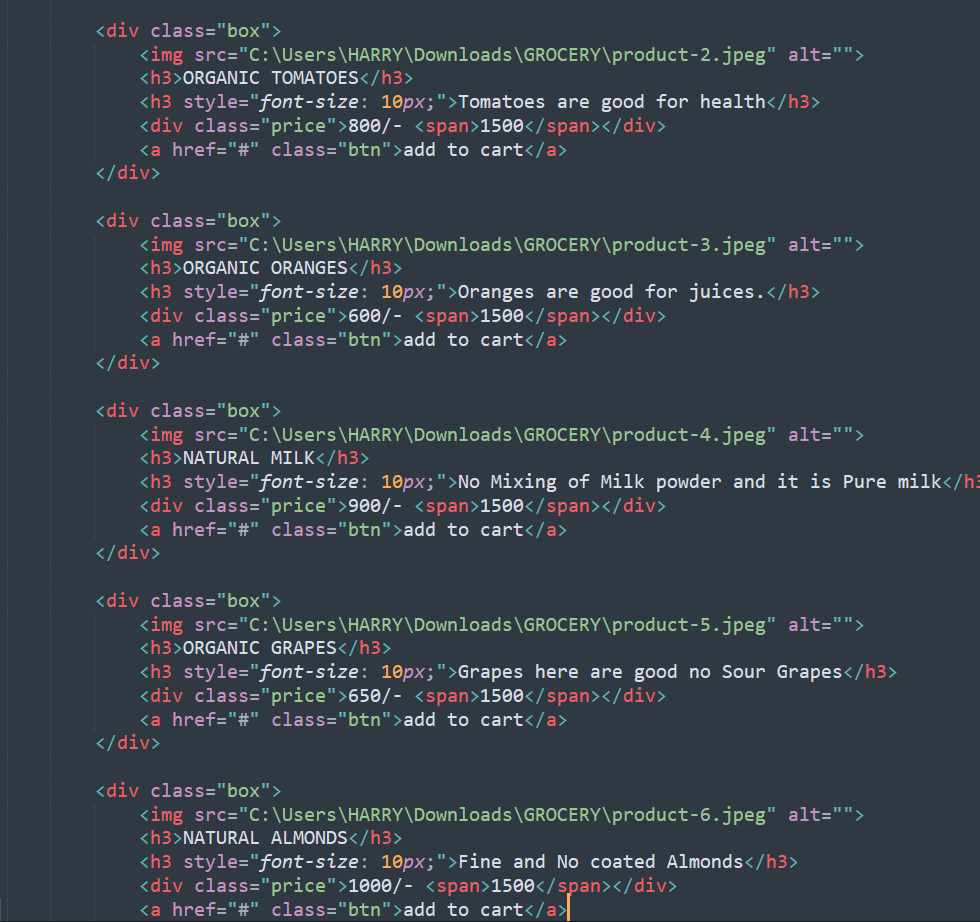 <div class="box">
<img src="C:\Users\HARRY\Downloads\GROCERY\product-2.jpeg" alt="">
<h3>ORGANIC TOMATOES</h3>
<h3 style="font-size: 10px;">Tomatoes are good for health</h3>
<div class="price">800/- <span>1500</span></div>
<a href="#" class="btn">add to cart</a>
</div>
<div class="box">
<img src="C:\Users\HARRY\Downloads\GROCERY\product-3.jpeg" alt="">
<h3>ORGANIC ORANGES</h3>
<h3 style="font-size: 10px;">Oranges are good for juices.</h3>
<div class="price">600/- <span>1500</span></div>
<a href="#" class="btn">add to cart</a>
</div>
<div class="box">
<img src="C:\Users\HARRY\Downloads\GROCERY\product-4.jpeg" alt="">
<h3>NATURAL MILK</h3>
<h3 style="font-size: 10px;">No Mixing of Milk powder and it is Pure milk</h3
<div class="price">900/- <span>1500</span></div>
<a href="#" class="btn">add to cart</a>
</div>
<div class="box">
<img src="C:\Users\HARRY\Downloads\GROCERY\product-5.jpeg" alt="">
<h3>ORGANIC GRAPES</h3>
<h3 style="font-size: 10px;">Grapes here are good no Sour Grapes</h3>
<div class="price">650/- <span>1500</span></div>
<a href="#" class="btn">add to cart</a>
</div>
<div class="box">
<img src="C:\Users\HARRY\Downloads\GROCERY\product-6.jpeg" alt="">
<h3>NATURAL ALMONDS</h3>
<h3 style="font-size: 10px;">Fine and No coated Almonds</h3>
<div class="price">1000/- <span>1500</span></div>
<a href="#" class="btn">add to cart</a>